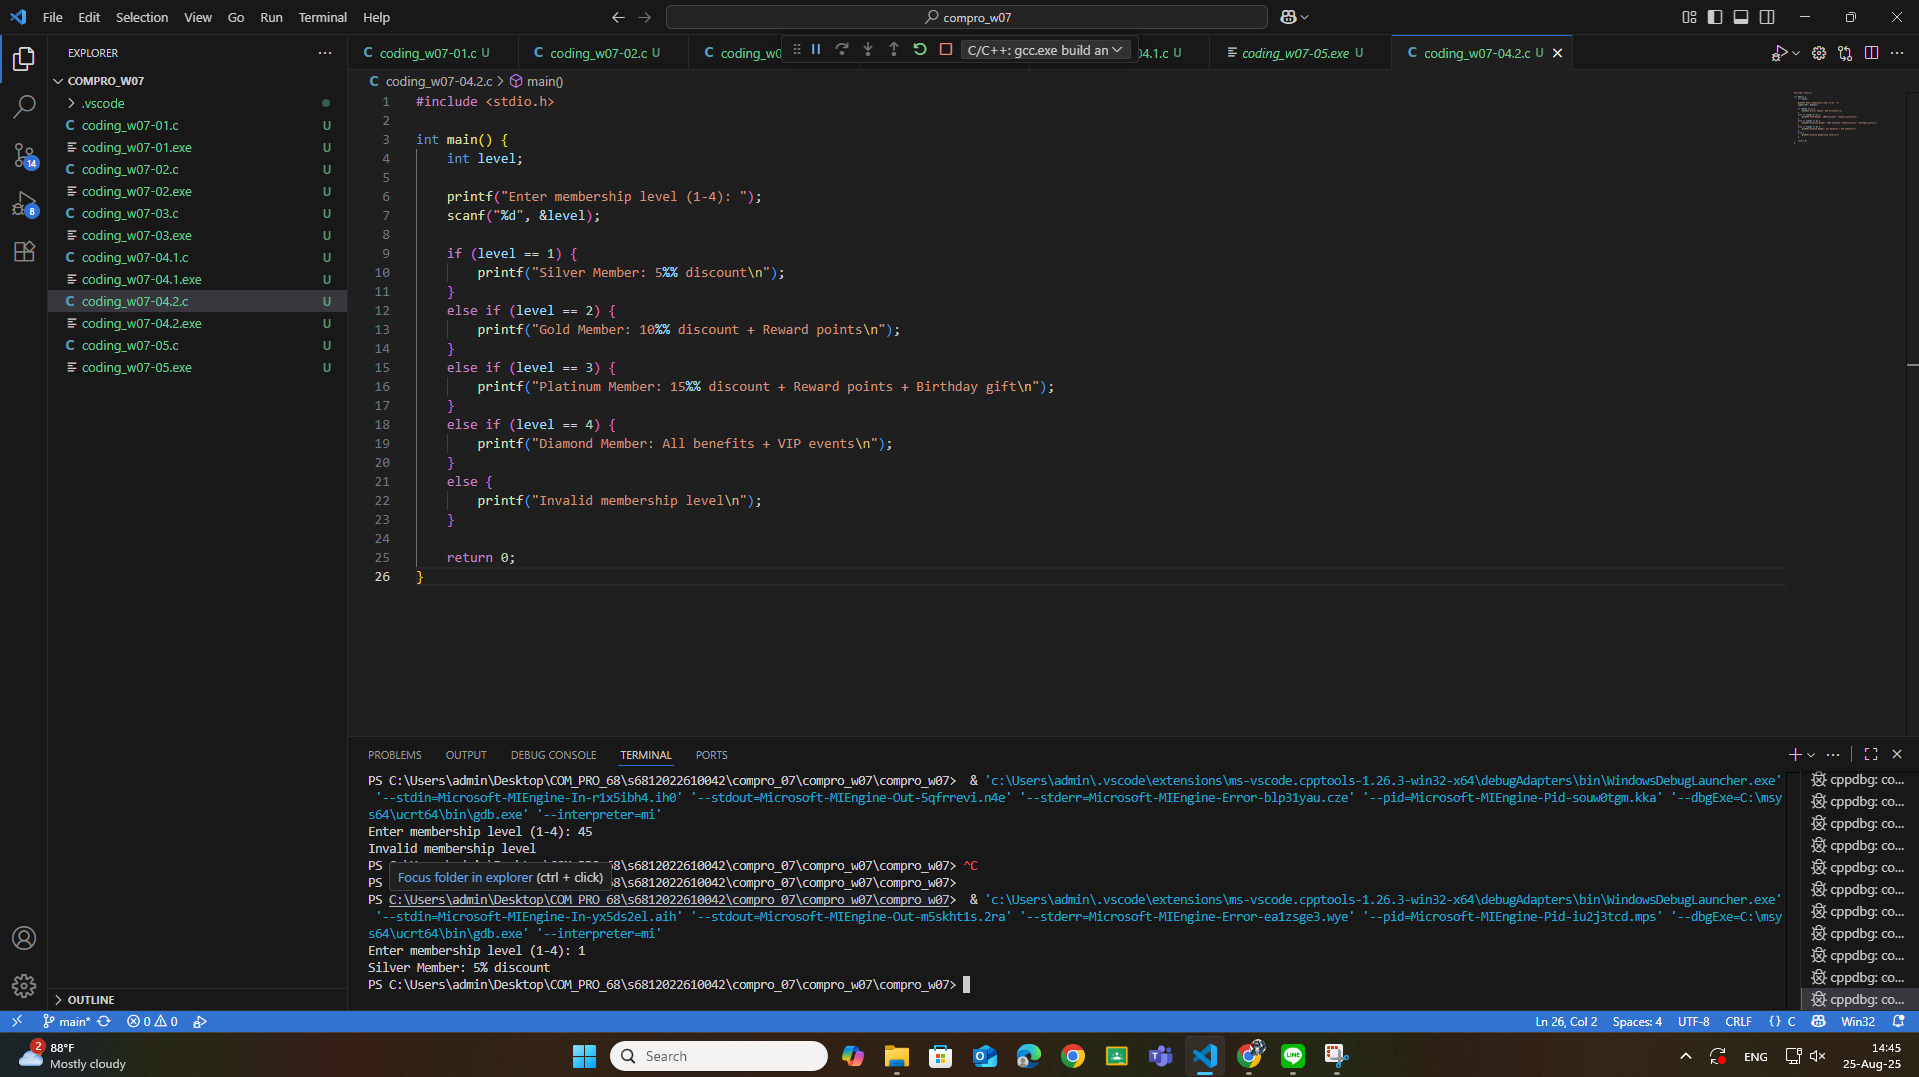 File Edit Selection View Go Run Terminal Help
compro_w07
EXPLORER
COMPRO_W07
.vscode
coding_w07-01.c U
coding_w07-01.exe U
coding_w07-02.c U
coding_w07-02.exe U
coding_w07-03.c U
coding_w07-03.exe U
coding_w07-04.1.c U
coding_w07-04.1.exe U
coding_w07-04.2.c U
coding_w07-04.2.exe U
coding_w07-05.c U
coding_w07-05.exe U
14
8
OUTLINE
C coding_w07-01.c U C coding_w07-02.c U C coding_w0 C/C++: gcc.exe build an 04.1.c U coding_w07-05.exe U C coding_w07-04.2.c U
C coding_w07-04.2.c > main()
1 #include <stdio.h>
2
3 int main() {
4 int level;
5
6 printf("Enter membership level (1-4): ");
7 scanf("%d", &level);
8
9 if (level == 1) {
10 printf("Silver Member: 5%% discount\n");
11 }
12 else if (level == 2) {
13 printf("Gold Member: 10%% discount + Reward points\n");
14 }
15 else if (level == 3) {
16 printf("Platinum Member: 15%% discount + Reward points + Birthday gift\n");
17 }
18 else if (level == 4) {
19 printf("Diamond Member: All benefits + VIP events\n");
20 }
21 else {
22 printf("Invalid membership level\n");
23 }
24
25 return 0;
26 }
PROBLEMS OUTPUT DEBUG CONSOLE TERMINAL PORTS
PS C:\Users\admin\Desktop\COM_PRO_68\s6812022610042\compro_07\compro_w07\compro_w07> & 'c:\Users\admin\.vscode\extensions\ms-vscode.cpptools-1.26.3-win32-x64\debugAdapters\bin\WindowsDebugLauncher.exe'
'--stdin=Microsoft-MIEngine-In-r1x5ibh4.ih0' '--stdout=Microsoft-MIEngine-Out-5qfrrevi.n4e' '--stderr=Microsoft-MIEngine-Error-blp31yau.cze' '--pid=Microsoft-MIEngine-Pid-souw0tgm.kka' '--dbgExe=C:\msy
s64\ucrt64\bin\gdb.exe' '--interpreter=mi'
Enter membership level (1-4): 45
Invalid membership level
PS 68\s6812022610042\compro_07\compro_w07\compro_w07> ^C
PS Focus folder in explorer (ctrl + click) 68\s6812022610042\compro_07\compro_w07\compro_w07>
PS C:\Users\admin\Desktop\COM_PRO_68\s6812022610042\compro_07\compro_w07\compro_w07> & 'c:\Users\admin\.vscode\extensions\ms-vscode.cpptools-1.26.3-win32-x64\debugAdapters\bin\WindowsDebugLauncher.exe'
'--stdin=Microsoft-MIEngine-In-yx5ds2el.aih' '--stdout=Microsoft-MIEngine-Out-m5skht1s.2ra' '--stderr=Microsoft-MIEngine-Error-ea1zsge3.wye' '--pid=Microsoft-MIEngine-Pid-iu2j3tcd.mps' '--dbgExe=C:\msy
s64\ucrt64\bin\gdb.exe' '--interpreter=mi'
Enter membership level (1-4): 1
Silver Member: 5% discount
PS C:\Users\admin\Desktop\COM_PRO_68\s6812022610042\compro_07\compro_w07\compro_w07>
cppdbg: co...
cppdbg: co...
cppdbg: co...
cppdbg: co...
cppdbg: co...
cppdbg: co...
cppdbg: co...
cppdbg: co...
cppdbg: co...
cppdbg: co...
cppdbg: co...
main* 0 0 Ln 26, Col 2 Spaces: 4 UTF-8 CRLF {} C Win32
2 88°F
Mostly cloudy
Search
LINE
ENG
14:45
25-Aug-25